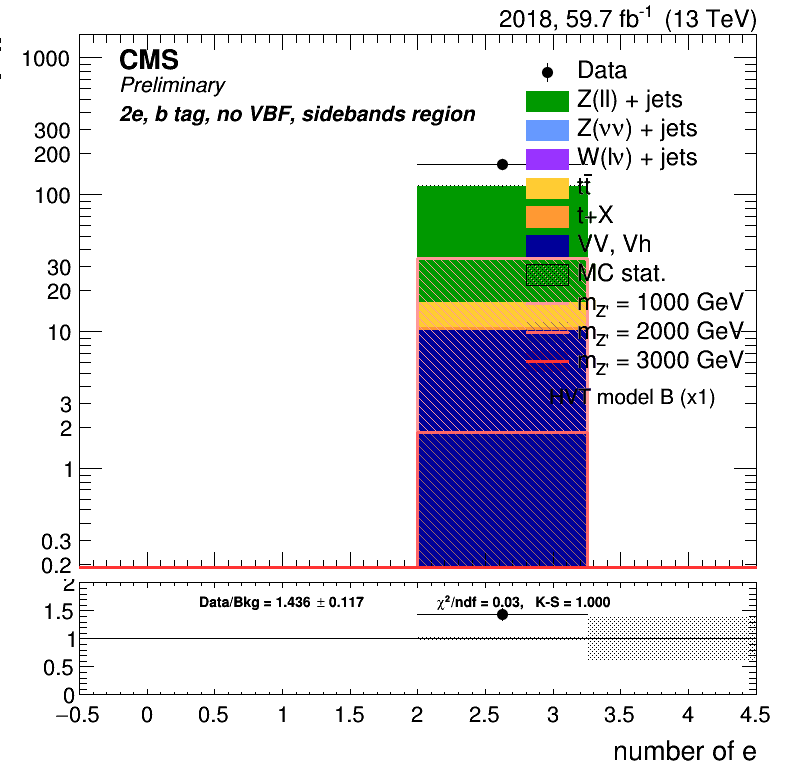 2018, 59.7 fb⁻¹ (13 TeV)
CMS
Preliminary
2e, b tag, no VBF, sidebands region
Data
Z(ll) + jets
Z(νν) + jets
W(lν) + jets
tt̄
t+X
VV, Vh
MC stat.
m_Z' = 1000 GeV
m_Z' = 2000 GeV
m_Z' = 3000 GeV
HVT model B (x1)
1000
300
200
100
30
20
10
3
2
1
0.3
0.2
Data/Bkg = 1.436 ± 0.117
χ²/ndf = 0.03, K-S = 1.000
2
1.5
1
0.5
0
−0.5 0 0.5 1 1.5 2 2.5 3 3.5 4 4.5
number of e